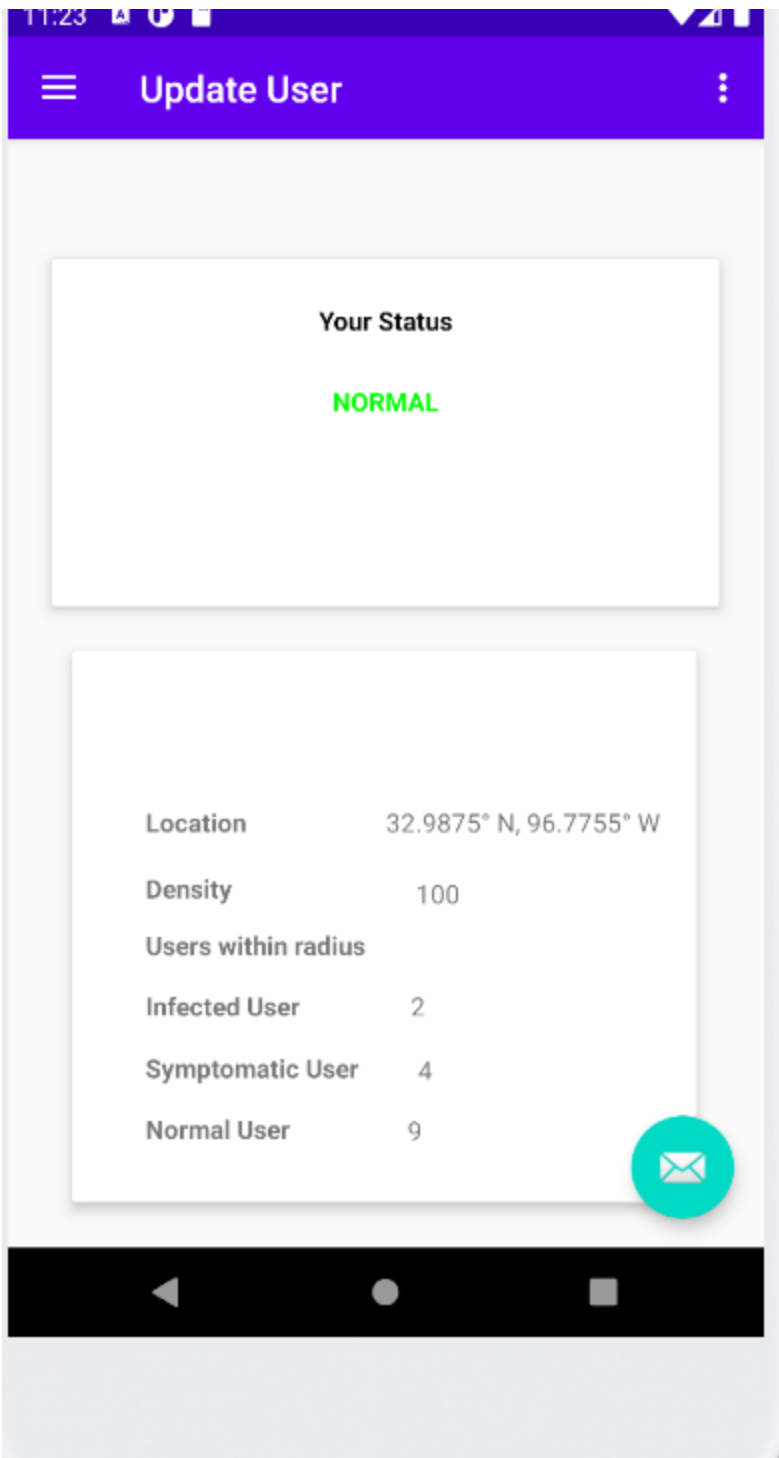 11:23
Update User
Your Status
NORMAL
Location 32.9875° N, 96.7755° W
Density 100
Users within radius
Infected User 2
Symptomatic User 4
Normal User 9